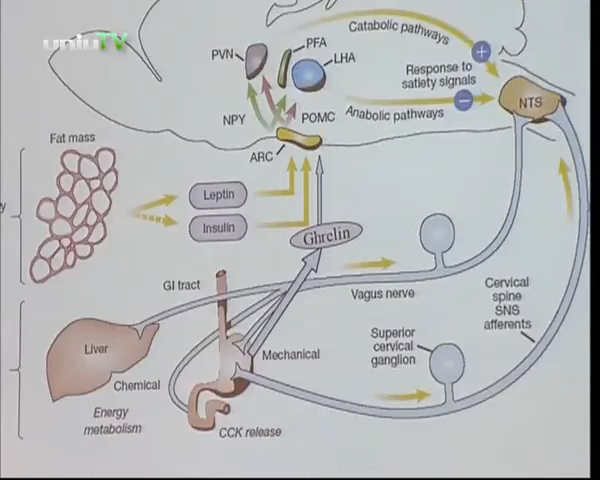 uniuTV
Catabolic pathways
PFA
PVN
LHA
+
Response to
satiety signals
NTS
NPY
POMC
Anabolic pathways
−
Fat mass
ARC
y
Leptin
Insulin
Ghrelin
GI tract
Vagus nerve
Cervical
spine
SNS
afferents
Liver
Superior
cervical
ganglion
Mechanical
Chemical
Energy
metabolism
CCK release